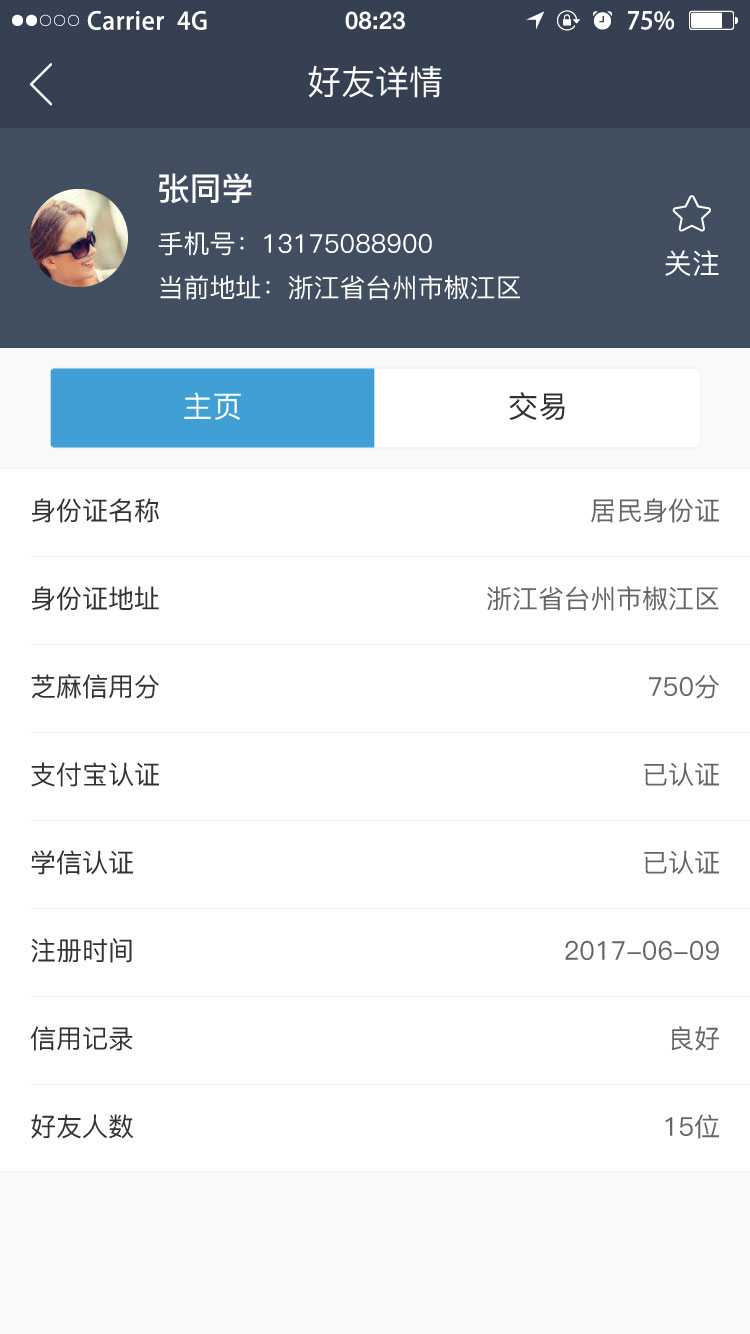 Carrier 4G 08:23 75%
好友详情
张同学
手机号：13175088900
当前地址：浙江省台州市椒江区
关注
主页 交易
身份证名称 居民身份证
身份证地址 浙江省台州市椒江区
芝麻信用分 750分
支付宝认证 已认证
学信认证 已认证
注册时间 2017-06-09
信用记录 良好
好友人数 15位